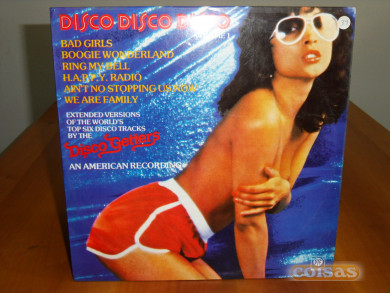 DISCO·DISCO·DISCO
BAD GIRLS
BOOGIE WONDERLAND
RING MY BELL
H.A.P.P.Y. RADIO
AIN'T NO STOPPING US NOW
WE ARE FAMILY
EXTENDED VERSIONS
OF THE WORLD'S
TOP SIX DISCO TRACKS
BY THE
Disco Getters
AN AMERICAN RECORDING
coisas